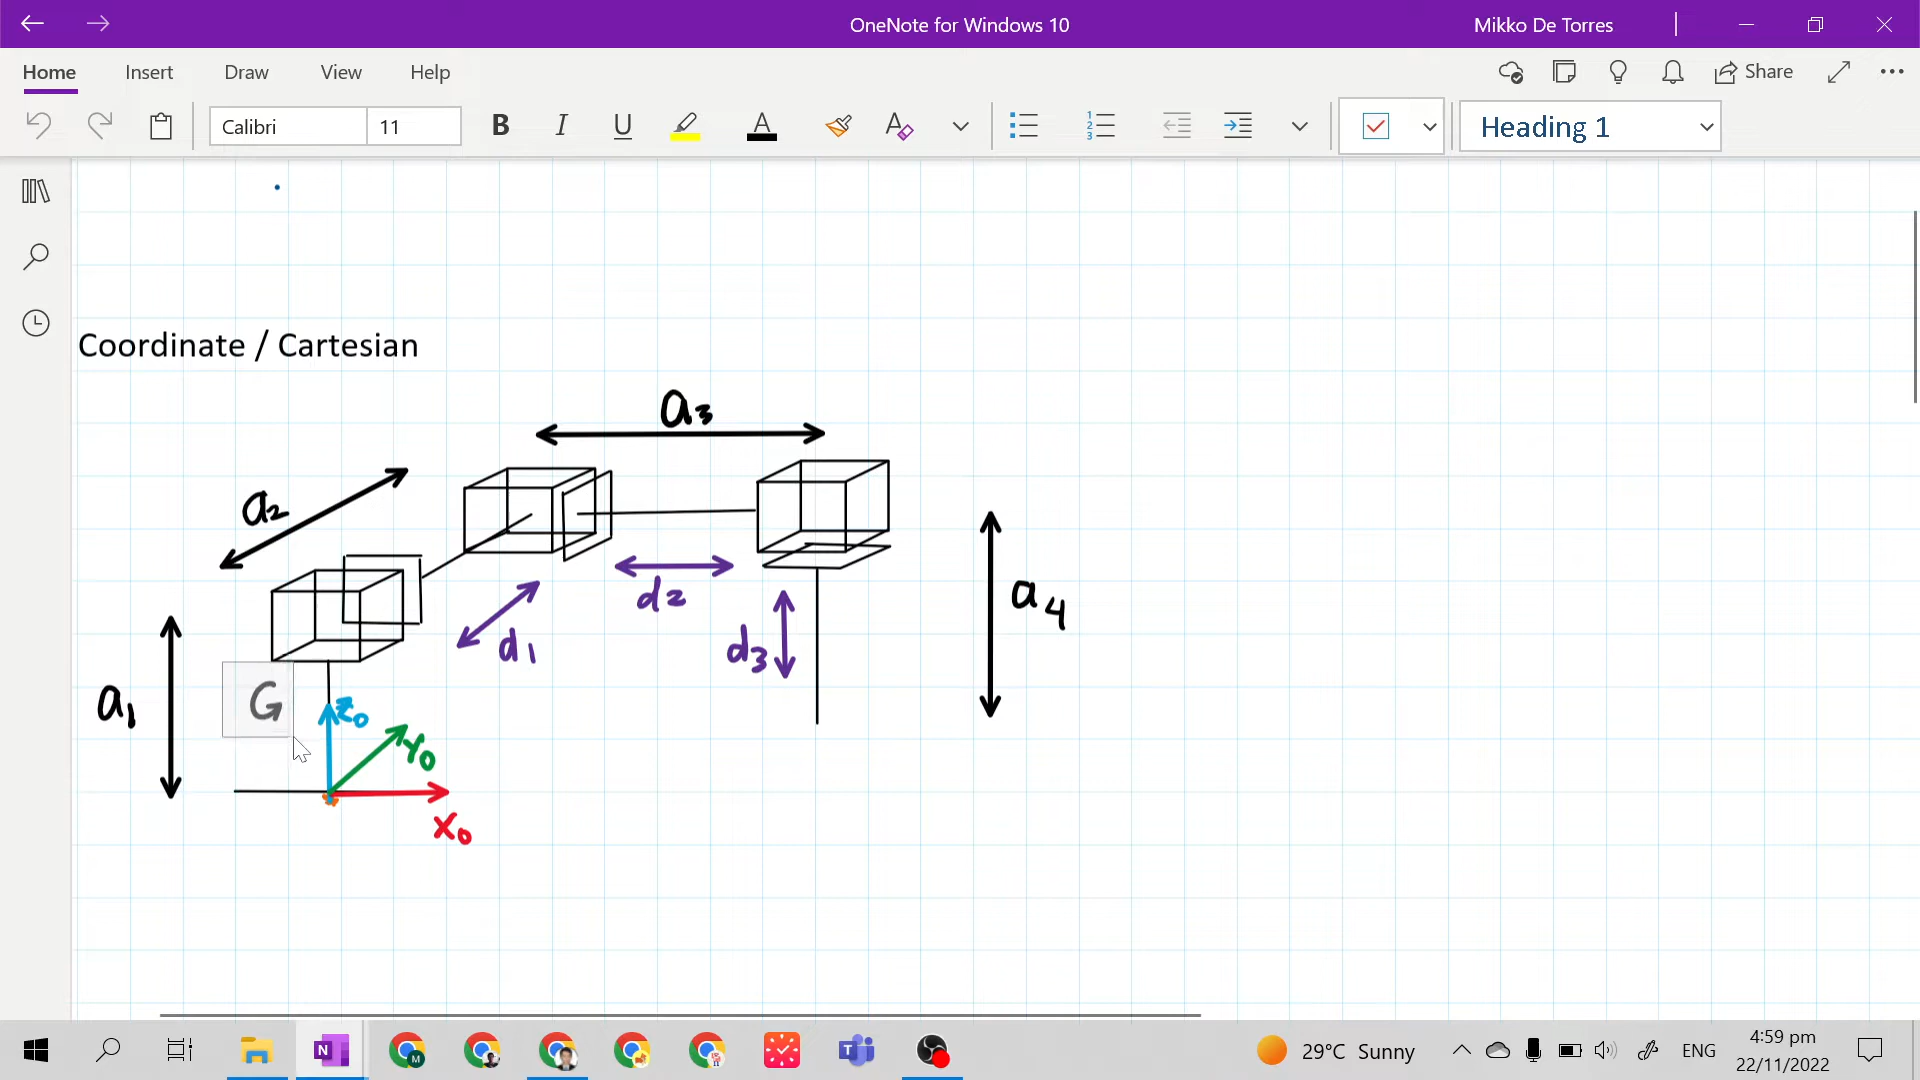 OneNote for Windows 10
Mikko De Torres
Home Insert Draw View Help
Share
Calibri 11 B I U A A
Heading 1
Coordinate / Cartesian
a3
a2
d2
a4
d1
d3
a1
G
z0
y0
x0
29°C Sunny
ENG
4:59 pm
22/11/2022